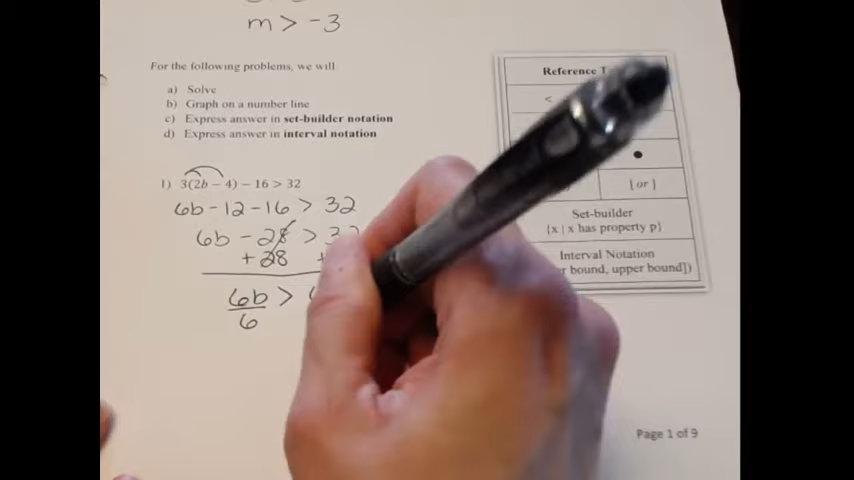 m > -3
For the following problems, we will
a) Solve
b) Graph on a number line
c) Express answer in set-builder notation
d) Express answer in interval notation
Reference
<
●
[ or ]
Set-builder
{x | x has property p}
Interval Notation
bound, upper bound])
1) 3(2b – 4) – 16 > 32
6b - 12 - 16 > 32
6b - 28 > 32
+ 28 +
6b >
6
Page 1 of 9